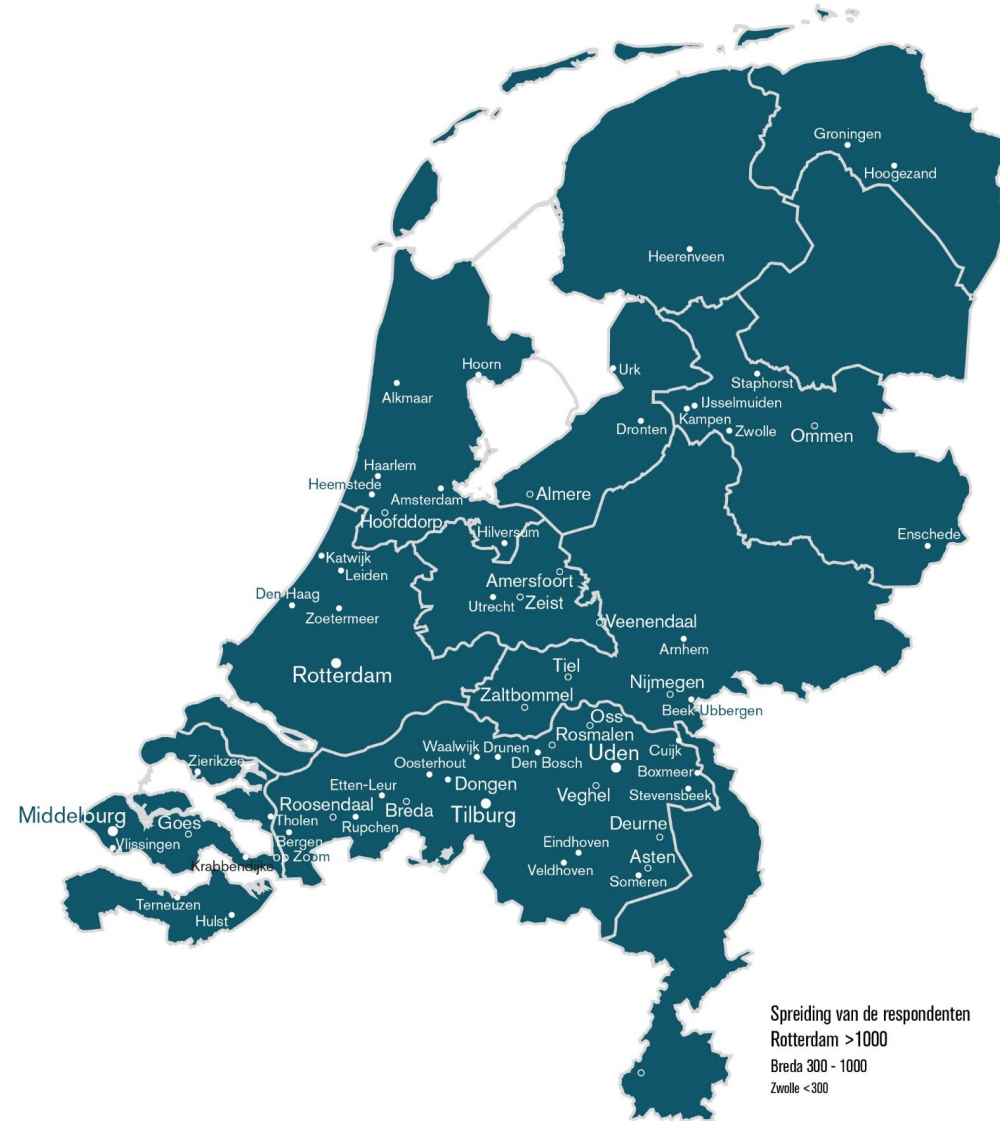 Groningen
Hoogezand
Heerenveen
Hoorn
Urk
Staphorst
Alkmaar
IJsselmuiden
Kampen
Dronten
Zwolle
Ommen
Haarlem
Heemstede
Amsterdam
Almere
Hoofddorp
Hilversum
Enschede
Katwijk
Leiden
Amersfoort
Den Haag
Utrecht
Zeist
Zoetermeer
Veenendaal
Arnhem
Rotterdam
Tiel
Nijmegen
Zaltbommel
Beek-Ubbergen
Oss
Rosmalen
Waalwijk
Drunen
Uden
Cuijk
Zierikzee
Oosterhout
Den Bosch
Boxmeer
Etten-Leur
Dongen
Veghel
Stevensbeek
Middelburg
Goes
Roosendaal
Breda
Tilburg
Tholen
Rupchen
Deurne
Vlissingen
Bergen
oo Zoom
Eindhoven
Krabbendijke
Veldhoven
Asten
Someren
Terneuzen
Hulst
Spreiding van de respondenten
Rotterdam >1000
Breda 300 - 1000
Zwolle <300